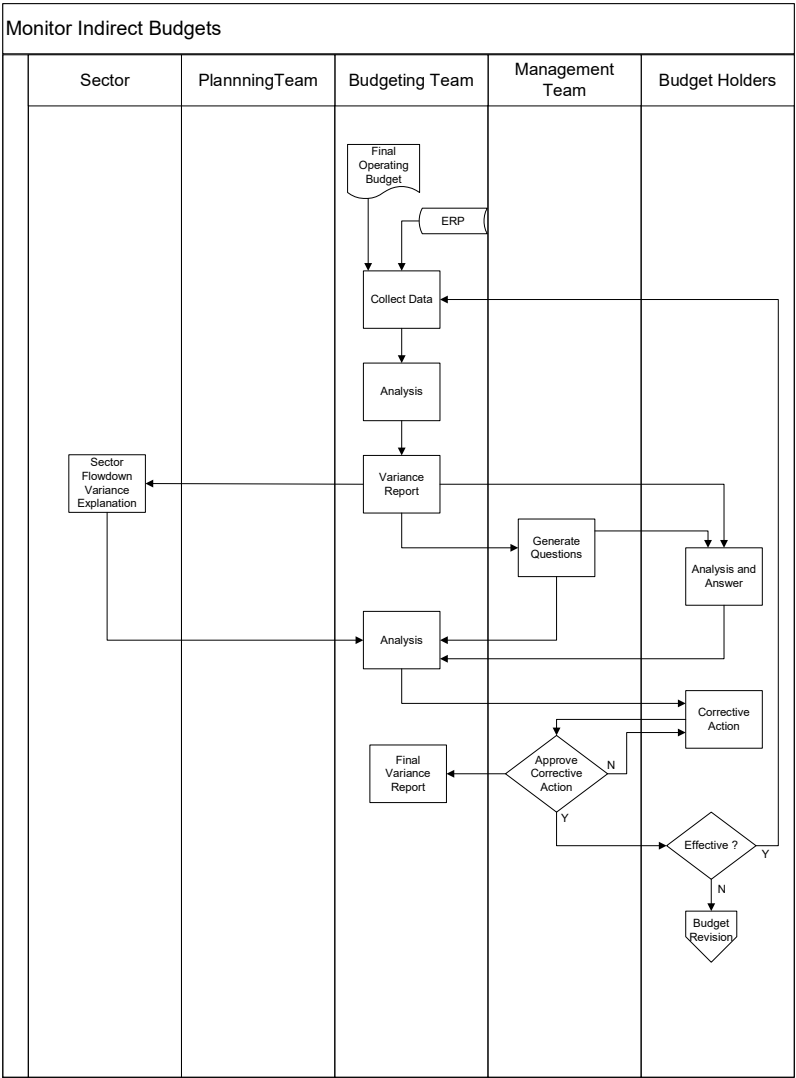 Monitor Indirect Budgets
Sector
PlannningTeam
Budgeting Team
Management
Team
Budget Holders
Final
Operating
Budget
ERP
Collect Data
Analysis
Sector
Flowdown
Variance
Explanation
Variance
Report
Generate
Questions
Analysis and
Answer
Analysis
Corrective
Action
Final
Variance
Report
Approve
Corrective
Action
N
Y
Effective ?
Y
N
Budget
Revision